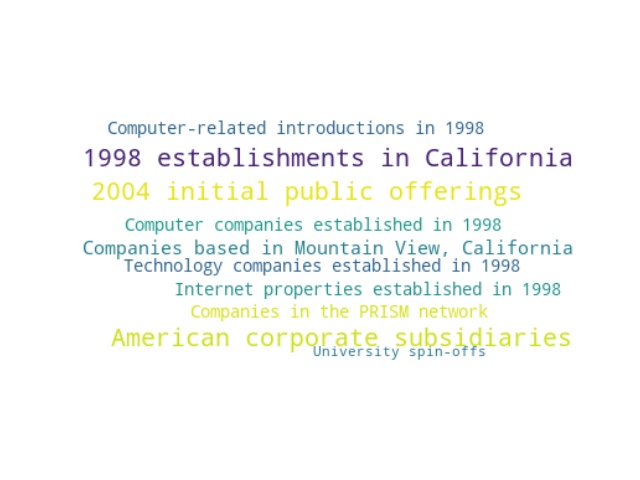 Computer-related introductions in 1998
1998 establishments in California
2004 initial public offerings
Computer companies established in 1998
Companies based in Mountain View, California
Technology companies established in 1998
Internet properties established in 1998
Companies in the PRISM network
American corporate subsidiaries
University spin-offs